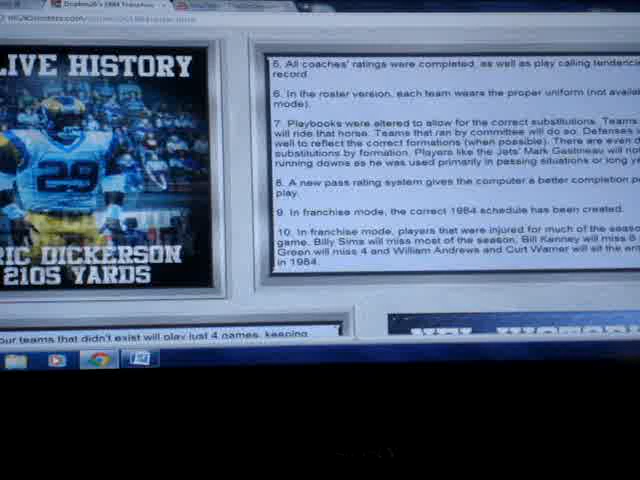 LIVE HISTORY
RIC DICKERSON
2105 YARDS
29
5. All coaches' ratings were completed, as well as play calling
record.
6. In the roster version, each team wears the proper uniform (not
mode).
7. Playbooks were altered to allow for the correct substitutions. Teams
will ride that horse. Teams that ran by committee will do so. Defenses
well to reflect the correct formations (when possible). There are even
substitutions by formation. Players like the Jets' Mark Gastineau will
running downs as he was used primarily in passing situations or long
8. A new pass rating system gives the computer a better completion
play.
9. In franchise mode, the correct 1984 schedule has been created.
10. In franchise mode, players that were injured for much of the
game. Billy Sims will miss most of the season, Bill Kenney will miss 8
Green will miss 4 and William Andrews and Curt Warner will sit the
in 1984.
our teams that didn't exist will play just 4 games, keeping